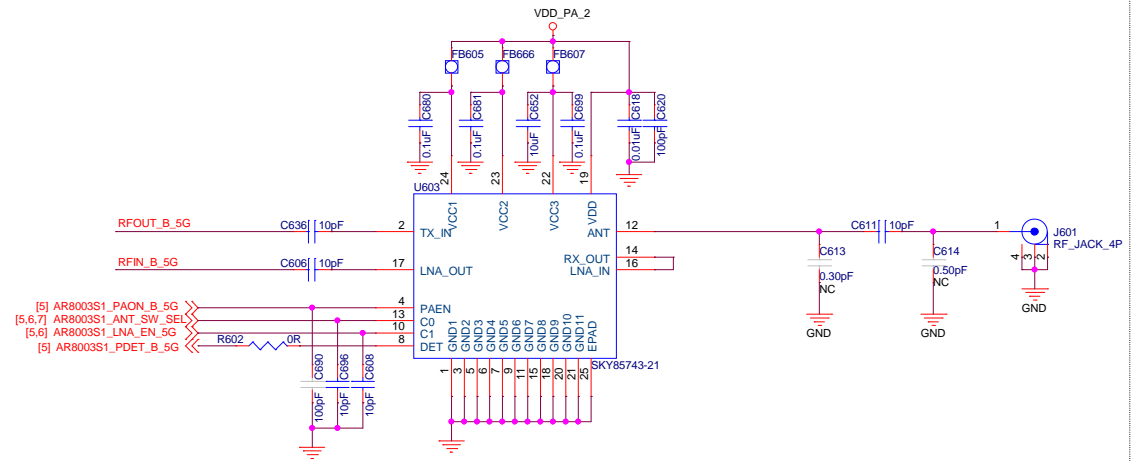 VDD_PA_2
FB605
FB666
FB607
C680
0.1uF
C681
0.1uF
C652
10uF
C699
0.1uF
C618
0.01uF
C620
100pF
24
23
22
19
U603
VCC1
VCC2
VCC3
VDD
RFOUT_B_5G
C636
10pF
2
TX_IN
ANT
12
C611
10pF
1
J601
RF_JACK_4P
4
3
2
RX_OUT
14
LNA_IN
16
RFIN_B_5G
C606
10pF
17
LNA_OUT
C613
0.30pF
NC
C614
0.50pF
NC
GND
GND
GND
[5] AR8003S1_PAON_B_5G
4
PAEN
[5,6,7] AR8003S1_ANT_SW_SEL
13
C0
[5,6] AR8003S1_LNA_EN_5G
10
C1
[5] AR8003S1_PDET_B_5G
R602
0R
8
DET
GND1
GND2
GND3
GND4
GND5
GND6
GND7
GND8
GND9
GND10
GND11
EPAD
SKY85743-21
C690
100pF
C696
10pF
C608
10pF
1
3
5
6
7
9
11
15
18
20
21
25